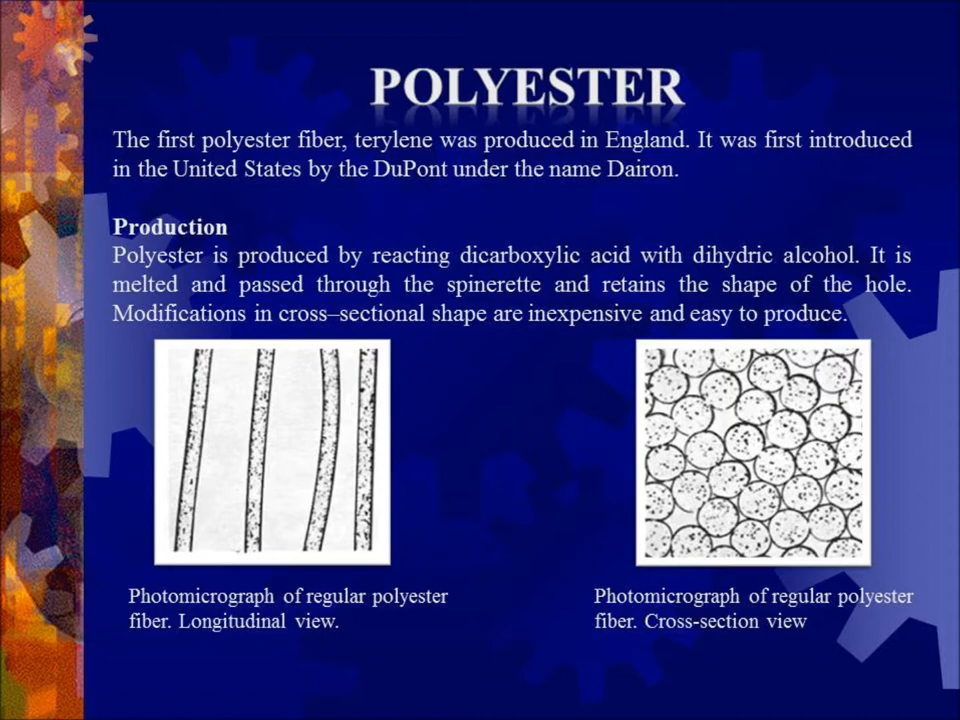 POLYESTER
The first polyester fiber, terylene was produced in England. It was first introduced
in the United States by the DuPont under the name Dairon.
Production
Polyester is produced by reacting dicarboxylic acid with dihydric alcohol. It is
melted and passed through the spinerette and retains the shape of the hole.
Modifications in cross–sectional shape are inexpensive and easy to produce.
Photomicrograph of regular polyester
fiber. Longitudinal view.
Photomicrograph of regular polyester
fiber. Cross-section view